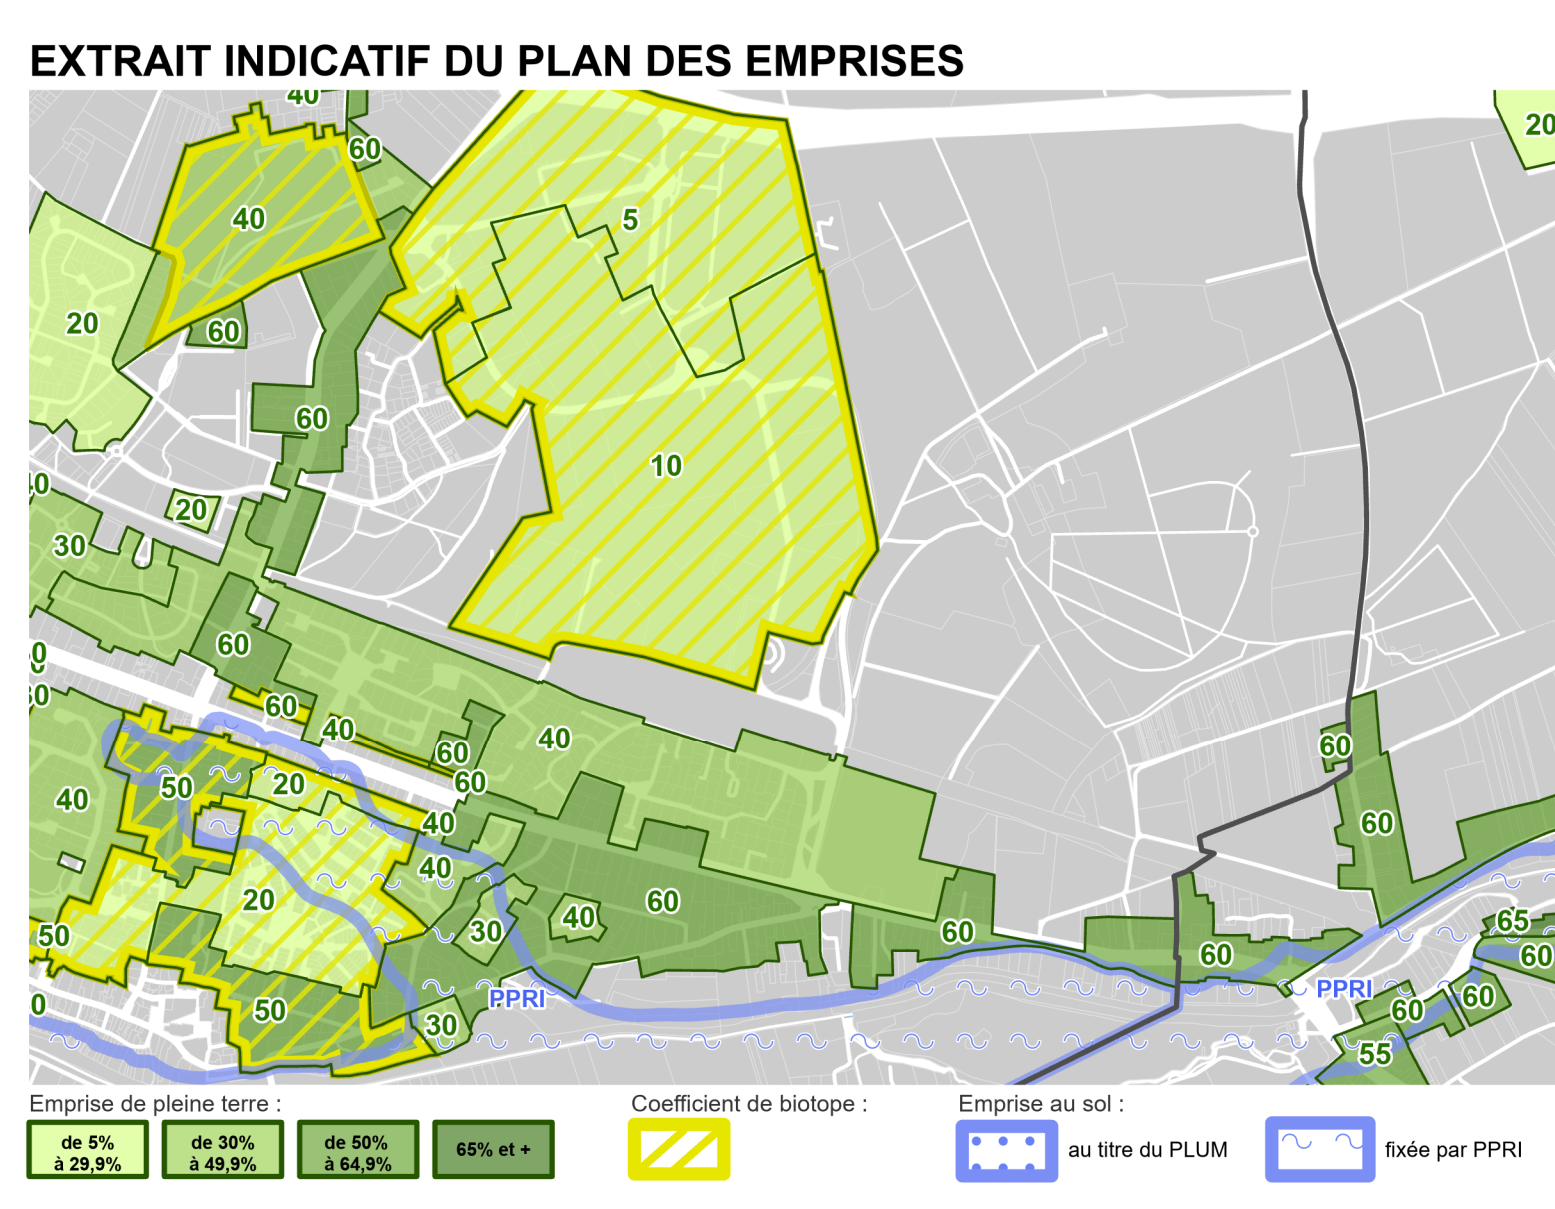 EXTRAIT INDICATIF DU PLAN DES EMPRISES
40
20
60
5
40
20
60
60
10
40
20
30
60
60
40
40
60
60
60
50
20
40
40
40
60
60
20
30
40
60
60
65
60
50
PPRI
PPRI
60
60
50
30
55
Emprise de pleine terre :
Coefficient de biotope :
Emprise au sol :
de 5%
à 29,9%
de 30%
à 49,9%
de 50%
à 64,9%
65% et +
au titre du PLUM
fixée par PPRI